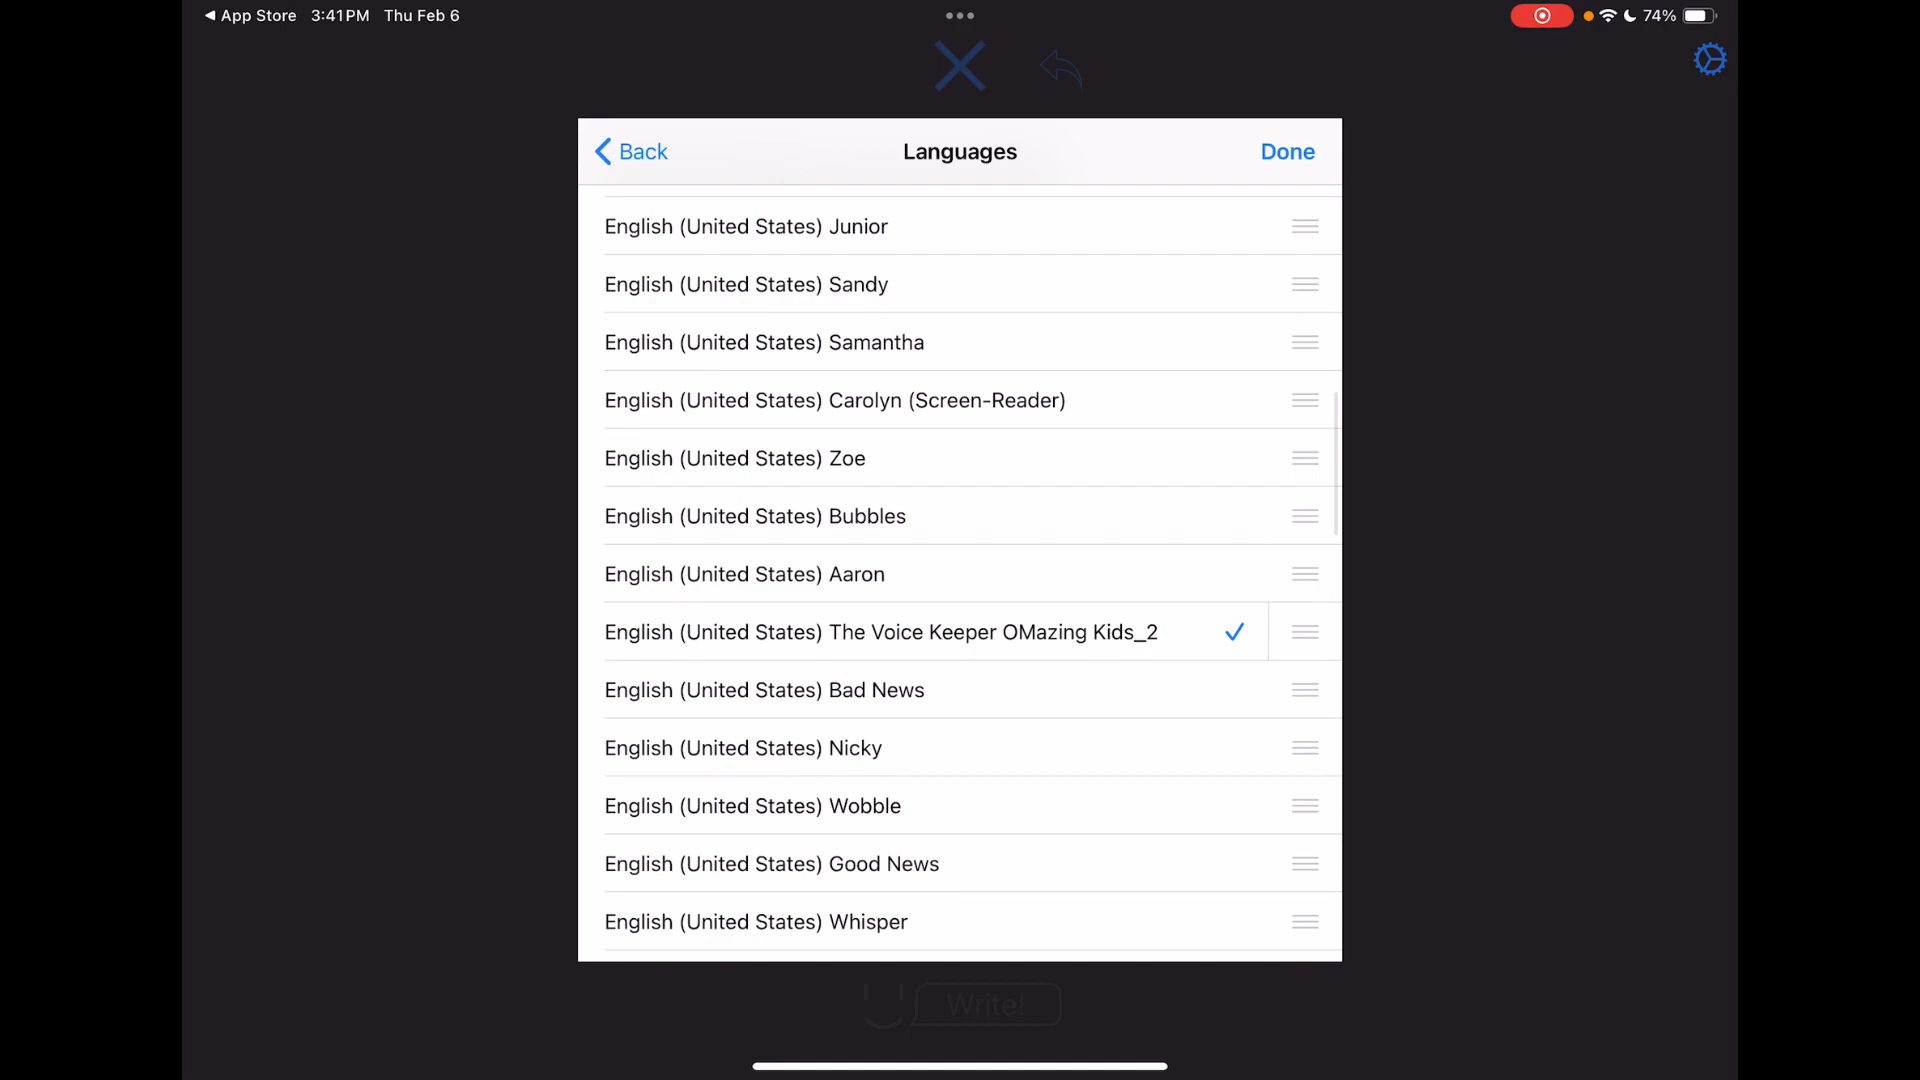 App Store 3:41 PM Thu Feb 6
74%
Back
Languages
Done
English (United States) Junior
English (United States) Sandy
English (United States) Samantha
English (United States) Carolyn (Screen-Reader)
English (United States) Zoe
English (United States) Bubbles
English (United States) Aaron
English (United States) The Voice Keeper OMazing Kids_2
English (United States) Bad News
English (United States) Nicky
English (United States) Wobble
English (United States) Good News
English (United States) Whisper
Write!